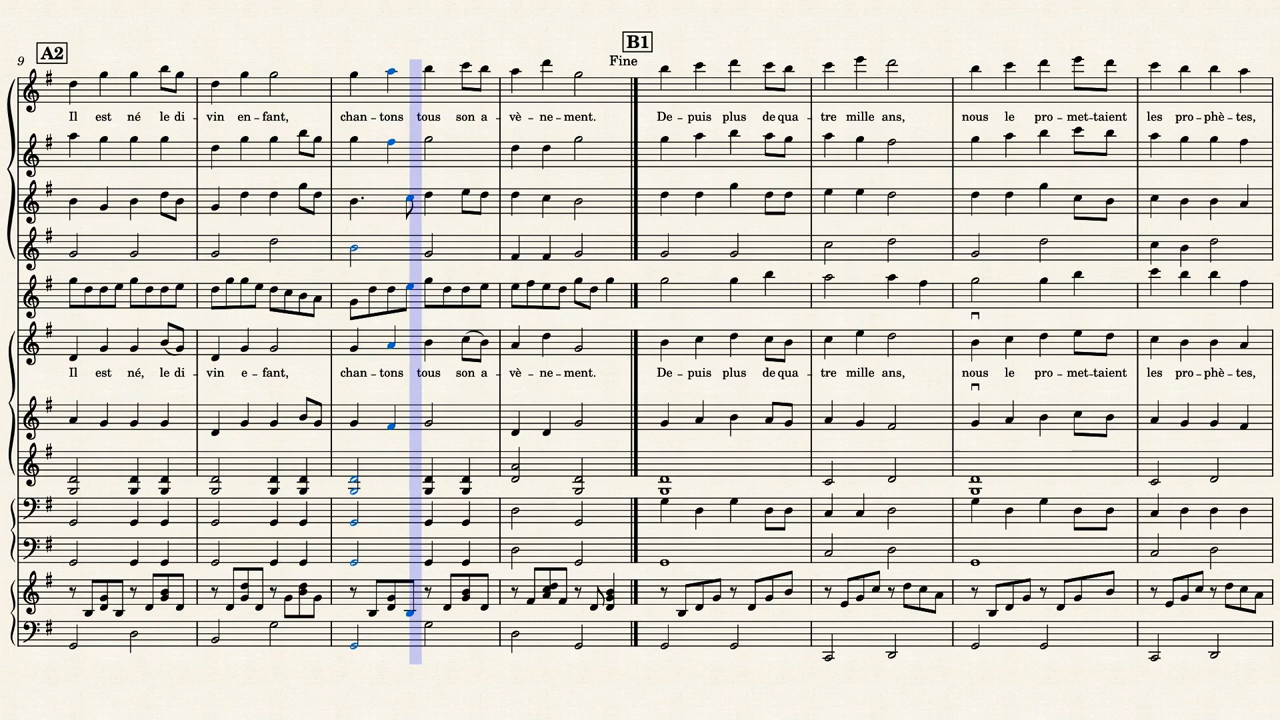 B1
A2
Fine
9
Il est né le di - vin en - fant, chan - tons tous son a - vè - ne - ment. De - puis plus de qua - tre mille ans, nous le pro - met - taient les pro - phè - tes,
Il est né, le di - vin e - fant, chan - tons tous son a - vè - ne - ment. De - puis plus de qua - tre mille ans, nous le pro - met - taient les pro - phè - tes,